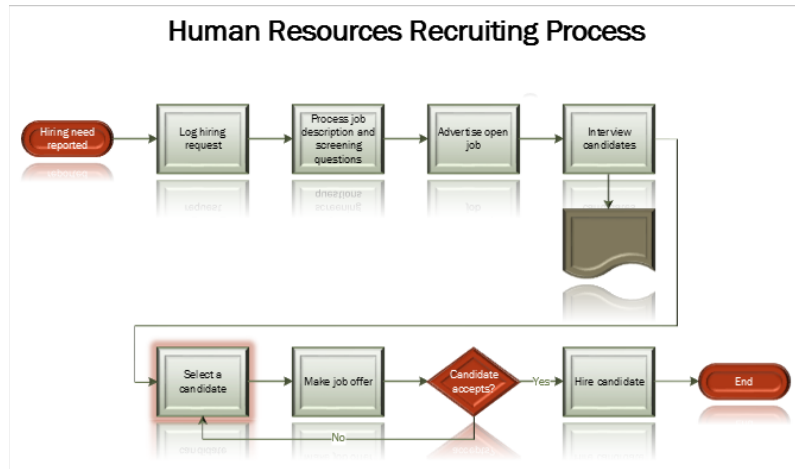 Human Resources Recruiting Process
Hiring need
reported
Log hiring
request
Process job
description and
screening
questions
Advertise open
job
Interview
candidates
Select a
candidate
Make job offer
Candidate
accepts?
Yes
Hire candidate
End
No